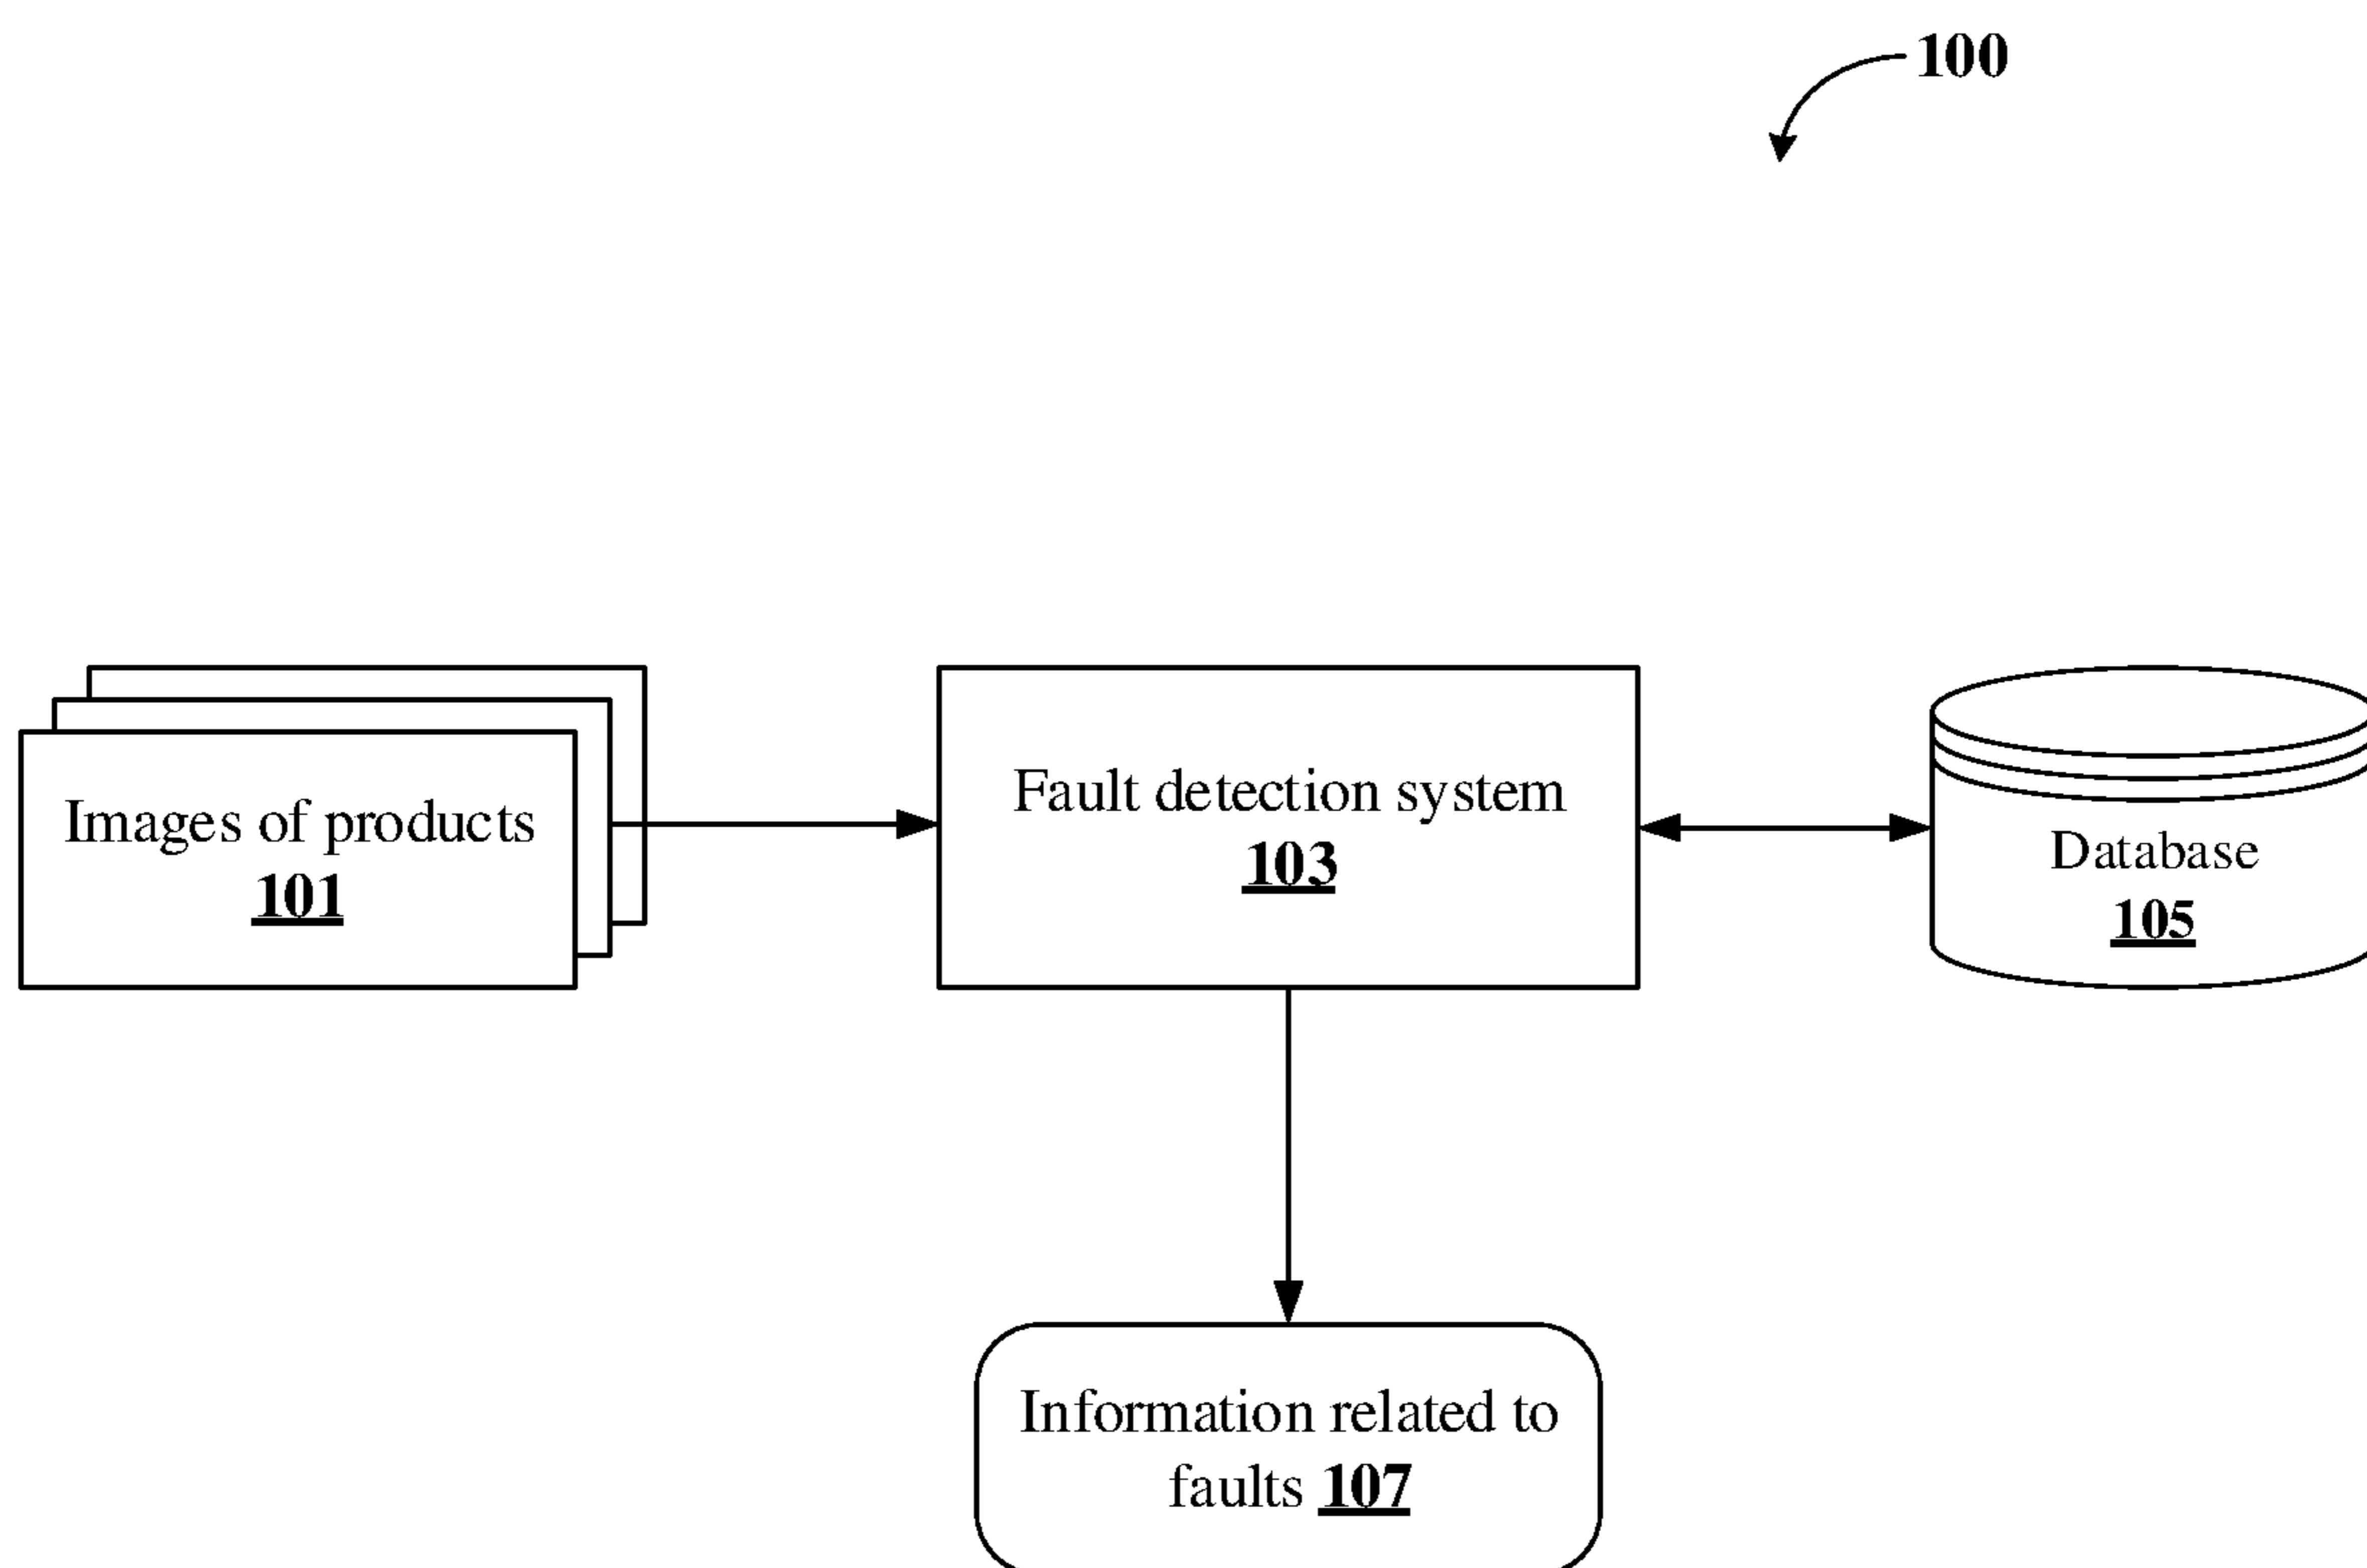 100
Images of products
101
Fault detection system
103
Database
105
Information related to
faults 107